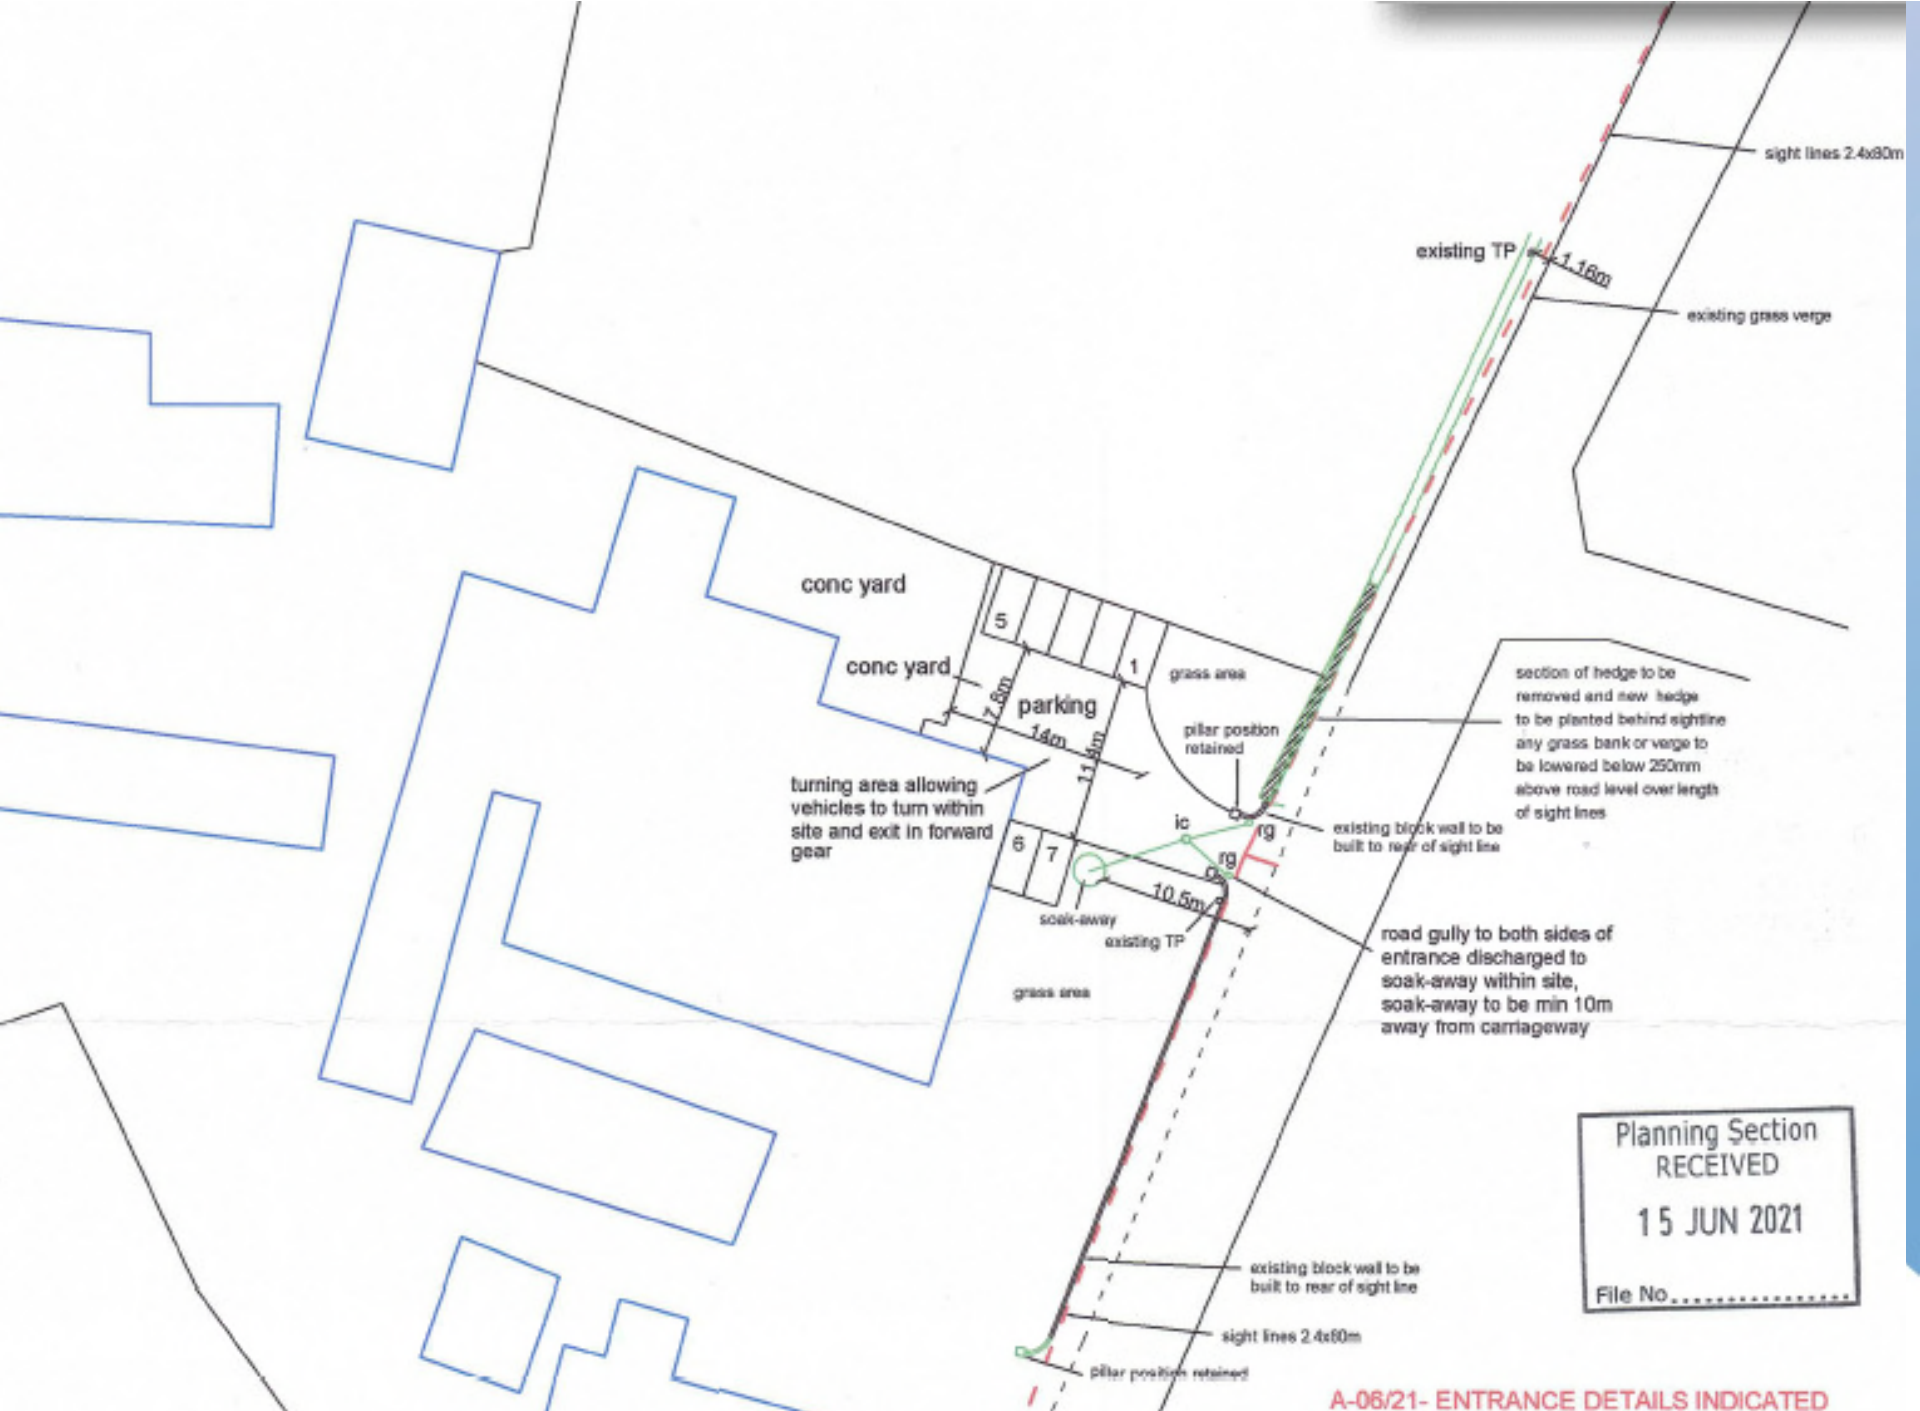 sight lines 2.4x80m
existing TP
1.16m
existing grass verge
conc yard
5
conc yard
1
grass area
7.8m
parking
14m
11.4m
pillar position
retained
section of hedge to be
removed and new hedge
to be planted behind sightline
any grass bank or verge to
be lowered below 250mm
above road level over length
of sight lines
turning area allowing
vehicles to turn within
site and exit in forward
gear
ic
rg
existing block wall to be
built to rear of sight line
6
7
rg
10.5m
soak-away
existing TP
road gully to both sides of
entrance discharged to
soak-away within site,
soak-away to be min 10m
away from carriageway
grass area
Planning Section
RECEIVED
15 JUN 2021
File No
existing block wall to be
built to rear of sight line
sight lines 2.4x80m
pillar position retained
A-06/21- ENTRANCE DETAILS INDICATED